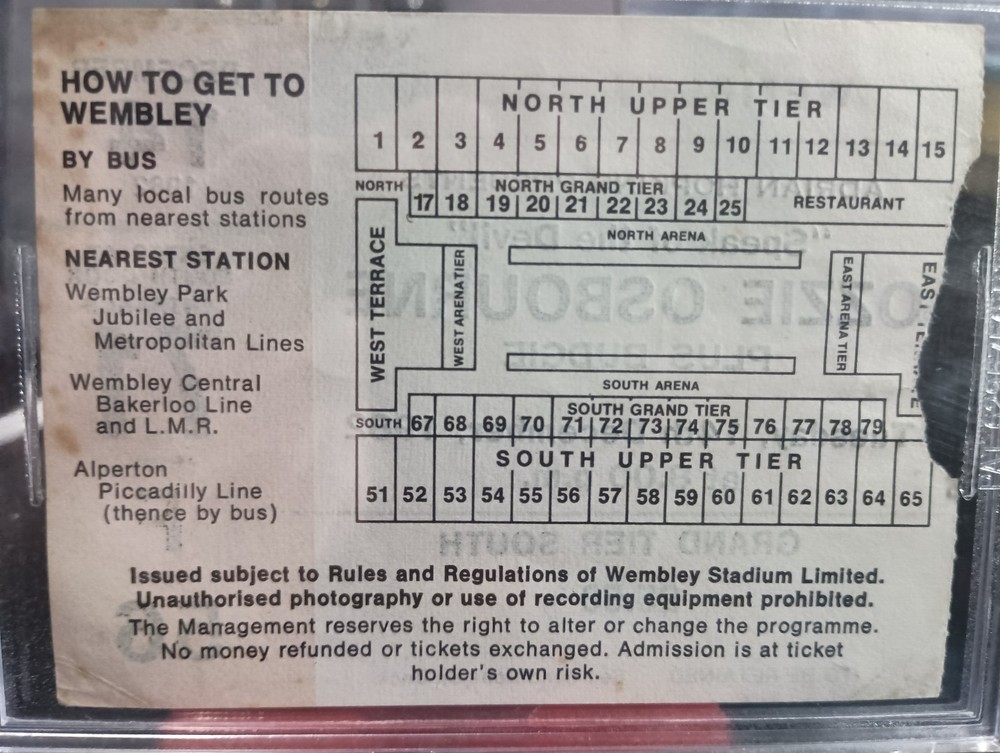 HOW TO GET TO
WEMBLEY
BY BUS
Many local bus routes
from nearest stations
NEAREST STATION
Wembley Park
Jubilee and
Metropolitan Lines
Wembley Central
Bakerloo Line
and L.M.R.
Alperton
Piccadilly Line
(thence by bus)
NORTH UPPER TIER
1 2 3 4 5 6 7 8 9 10 11 12 13 14 15
NORTH
NORTH GRAND TIER
17 18 19 20 21 22 23 24 25
RESTAURANT
NORTH ARENA
WEST TERRACE
WEST ARENA TIER
EAST ARENA TIER
SOUTH ARENA
SOUTH
SOUTH GRAND TIER
67 68 69 70 71 72 73 74 75 76 77 78 79
SOUTH UPPER TIER
51 52 53 54 55 56 57 58 59 60 61 62 63 64 65
Issued subject to Rules and Regulations of Wembley Stadium Limited.
Unauthorised photography or use of recording equipment prohibited.
The Management reserves the right to alter or change the programme.
No money refunded or tickets exchanged. Admission is at ticket
holder's own risk.